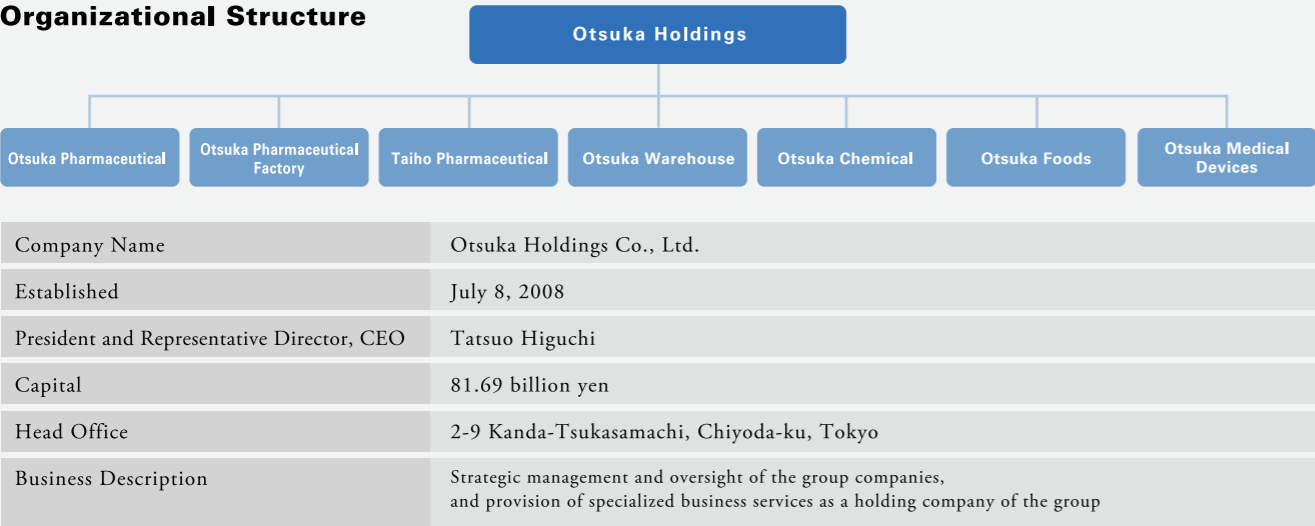 Organizational Structure
Otsuka Holdings
Otsuka Pharmaceutical
Otsuka Pharmaceutical
Factory
Taiho Pharmaceutical
Otsuka Warehouse
Otsuka Chemical
Otsuka Foods
Otsuka Medical
Devices
Company Name
Otsuka Holdings Co., Ltd.
Established
July 8, 2008
President and Representative Director, CEO
Tatsuo Higuchi
Capital
81.69 billion yen
Head Office
2-9 Kanda-Tsukasamachi, Chiyoda-ku, Tokyo
Business Description
Strategic management and oversight of the group companies,
and provision of specialized business services as a holding company of the group